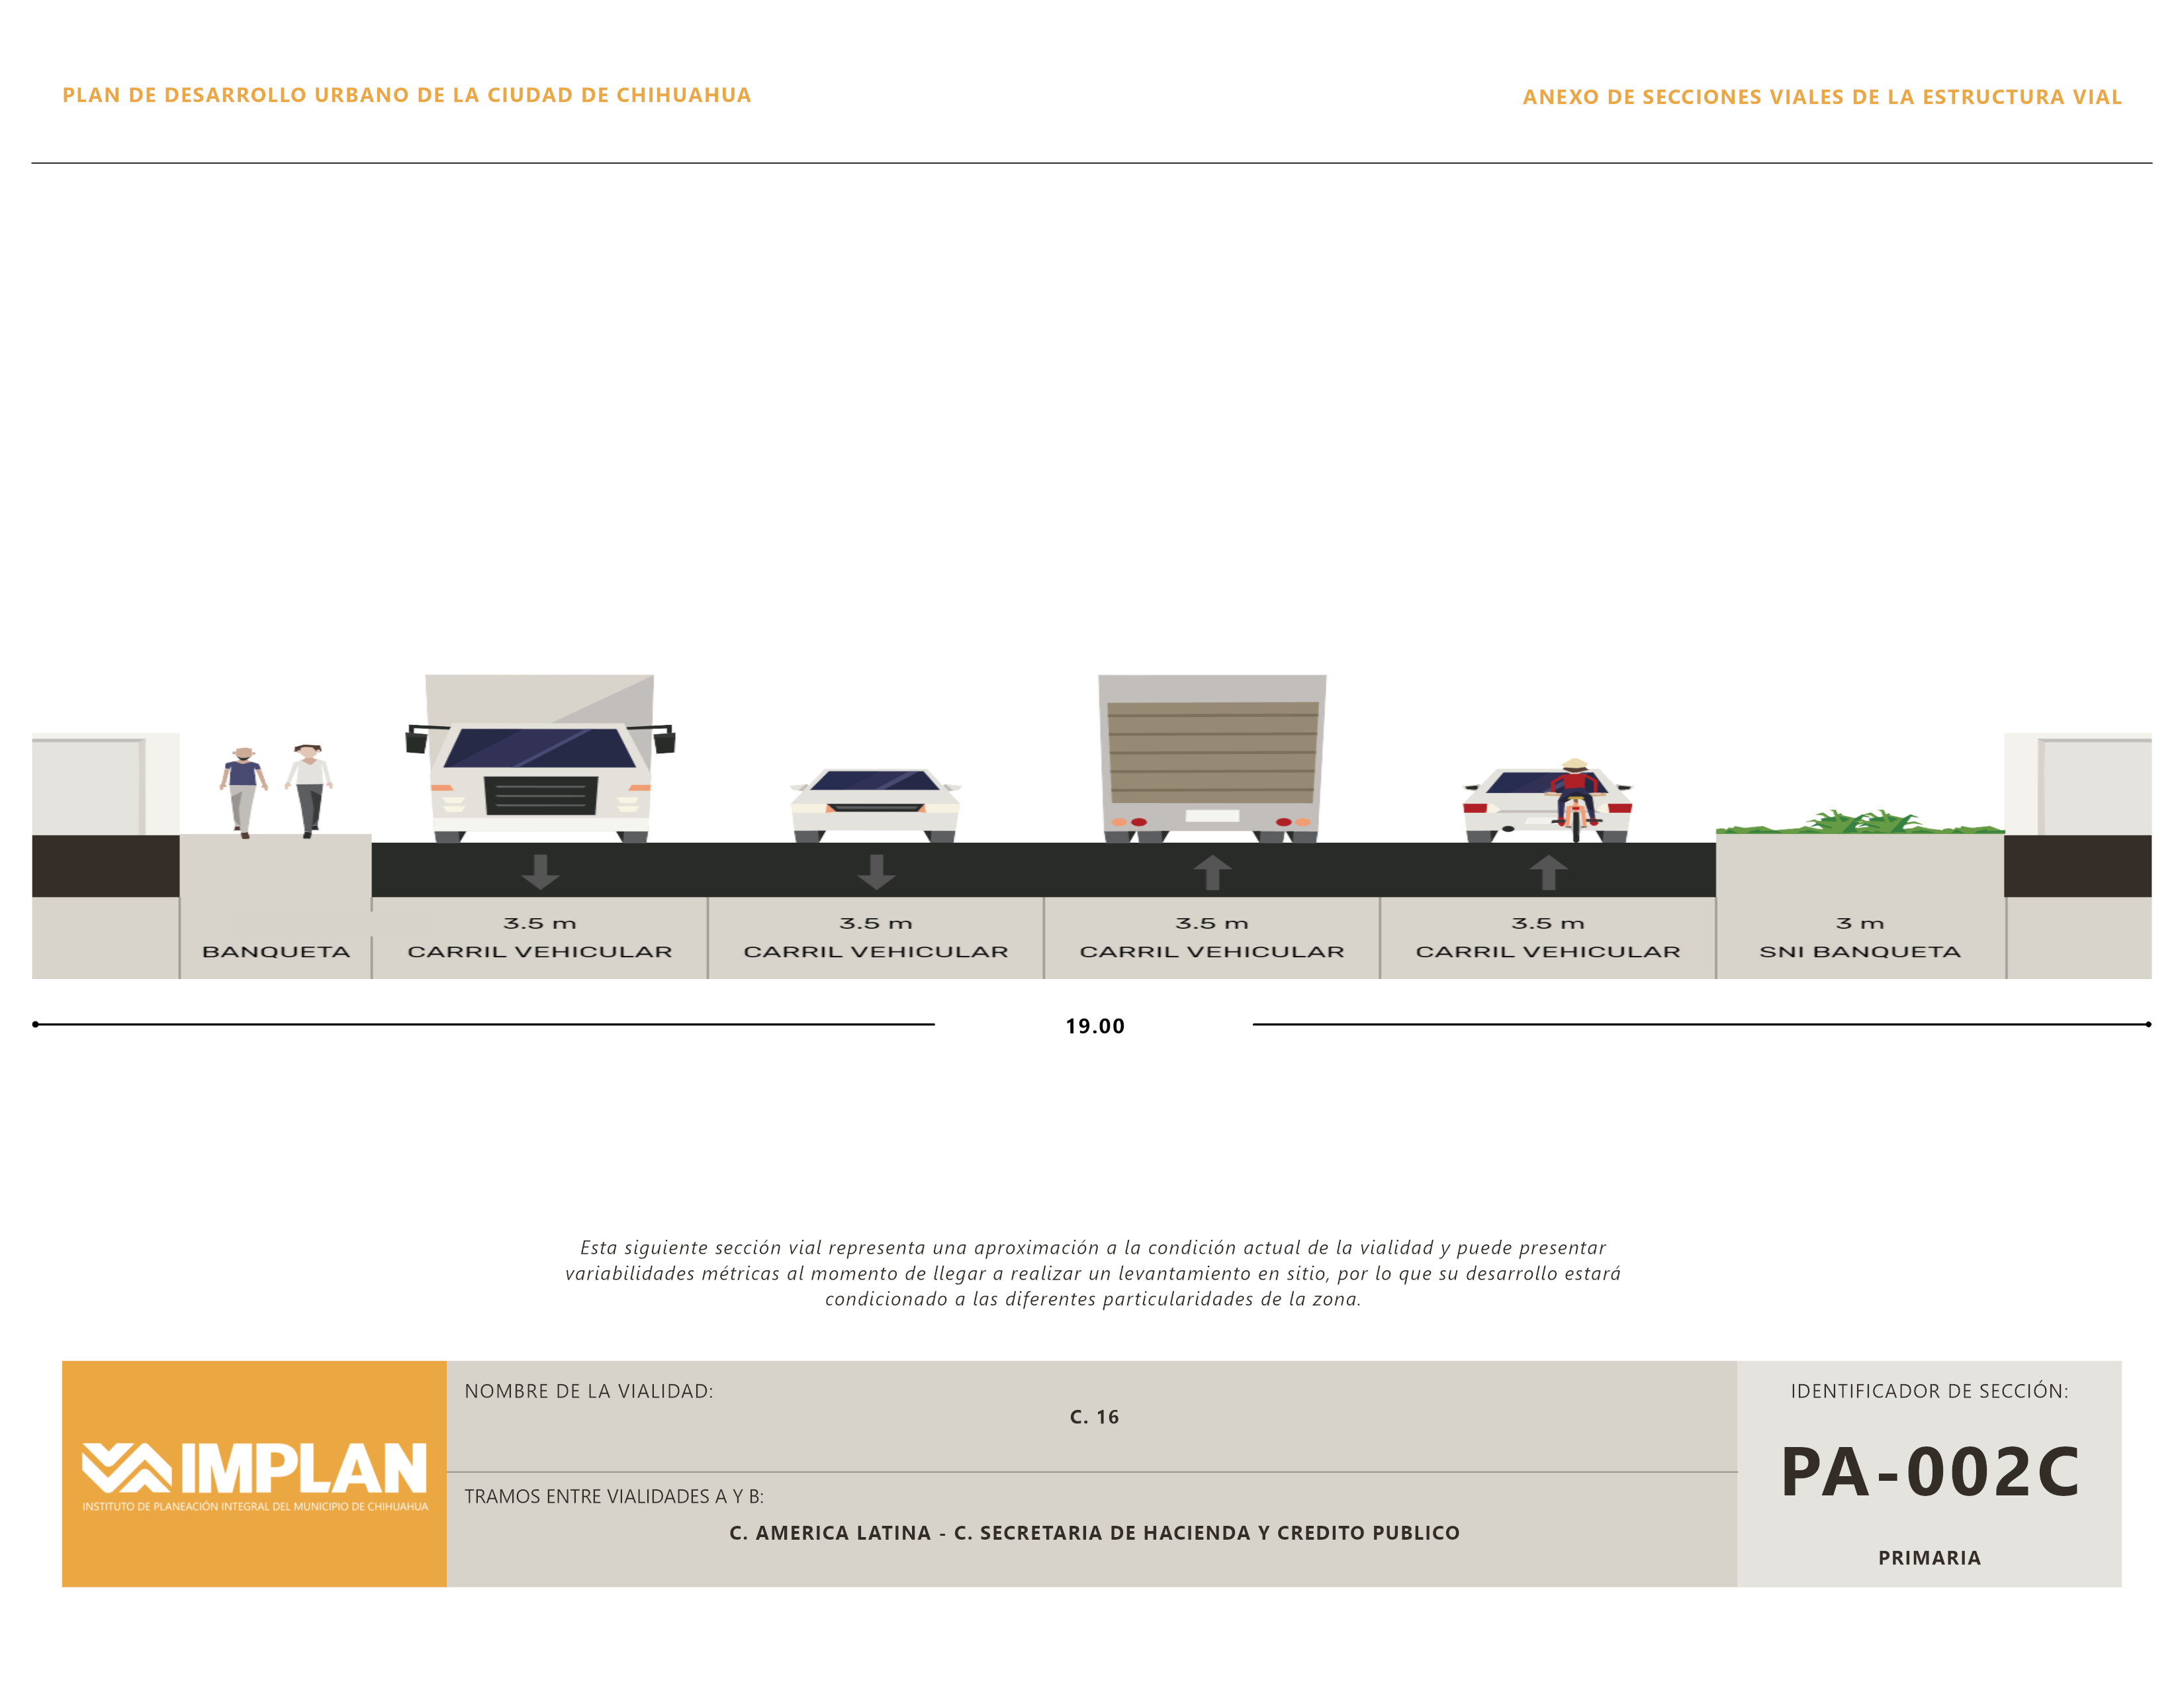 PLAN DE DESARROLLO URBANO DE LA CIUDAD DE CHIHUAHUA
ANEXO DE SECCIONES VIALES DE LA ESTRUCTURA VIAL
BANQUETA
3.5 m
CARRIL VEHICULAR
3.5 m
CARRIL VEHICULAR
3.5 m
CARRIL VEHICULAR
3.5 m
CARRIL VEHICULAR
3 m
SNI BANQUETA
19.00
Esta siguiente sección vial representa una aproximación a la condición actual de la vialidad y puede presentar
variabilidades métricas al momento de llegar a realizar un levantamiento en sitio, por lo que su desarrollo estará
condicionado a las diferentes particularidades de la zona.
IMPLAN
INSTITUTO DE PLANEACIÓN INTEGRAL DEL MUNICIPIO DE CHIHUAHUA
NOMBRE DE LA VIALIDAD:
C. 16
TRAMOS ENTRE VIALIDADES A Y B:
C. AMERICA LATINA - C. SECRETARIA DE HACIENDA Y CREDITO PUBLICO
IDENTIFICADOR DE SECCIÓN:
PA-002C
PRIMARIA